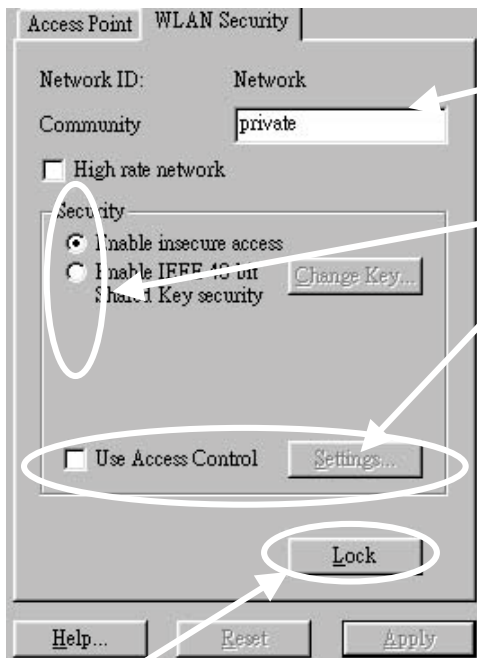 Access Point WLAN Security
Network ID: Network
Community private
High rate network
Security
Enable insecure access
Enable IEEE 48 bit Change Key...
Shared Key security
Use Access Control Settings...
Lock
Help... Reset Apply